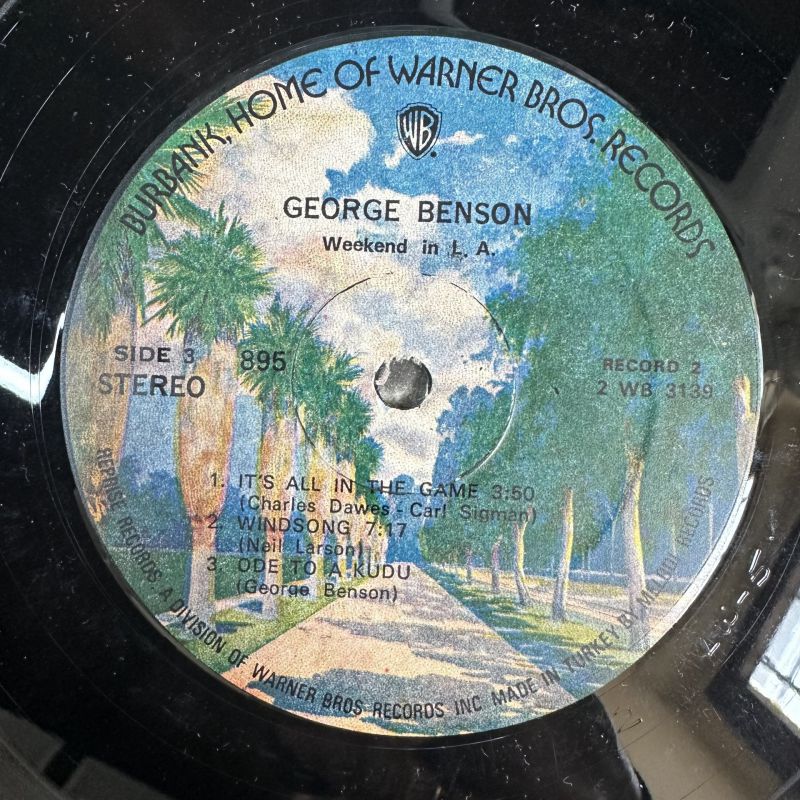 BURBANK, HOME OF WARNER BROS. RECORDS
WB
GEORGE BENSON
Weekend in L. A.
SIDE 3
895
STEREO
RECORD 2
2 WB 3139
1. IT'S ALL IN THE GAME 3:50
(Charles Dawes - Carl Sigman)
2. WINDSONG 7:17
(Neil Larson)
3. ODE TO A KUDU
(George Benson)
REPRISE RECORDS A DIVISION OF WARNER BROS RECORDS INC MADE IN TURKEY BY RECORDS